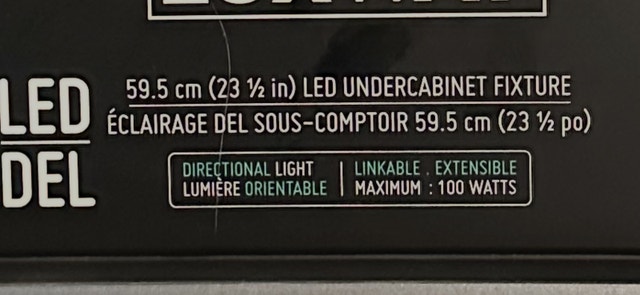 LED
DEL
59.5 cm (23 ½ in) LED UNDERCABINET FIXTURE
ÉCLAIRAGE DEL SOUS-COMPTOIR 59.5 cm (23 ½ po)
DIRECTIONAL LIGHT
LUMIÈRE ORIENTABLE
LINKABLE . EXTENSIBLE
MAXIMUM : 100 WATTS